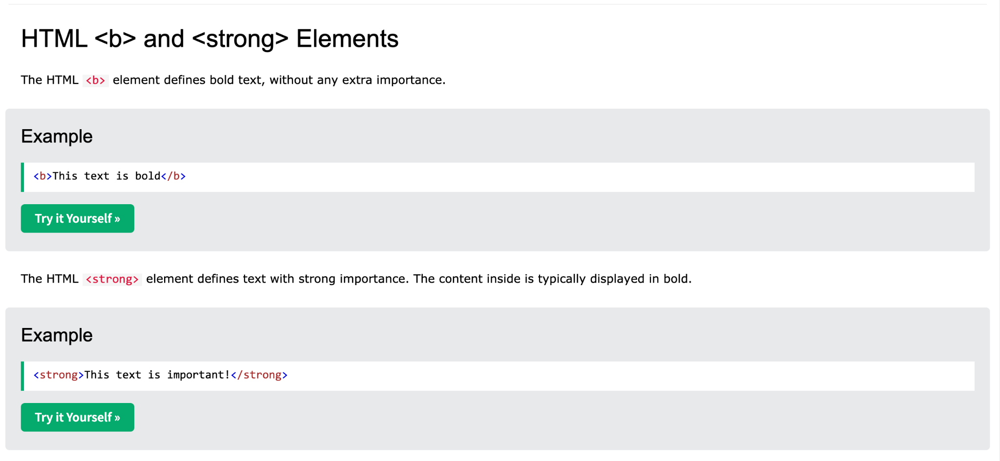 HTML <b> and <strong> Elements
The HTML <b> element defines bold text, without any extra importance.
Example
<b>This text is bold</b>
Try it Yourself »
The HTML <strong> element defines text with strong importance. The content inside is typically displayed in bold.
Example
<strong>This text is important!</strong>
Try it Yourself »